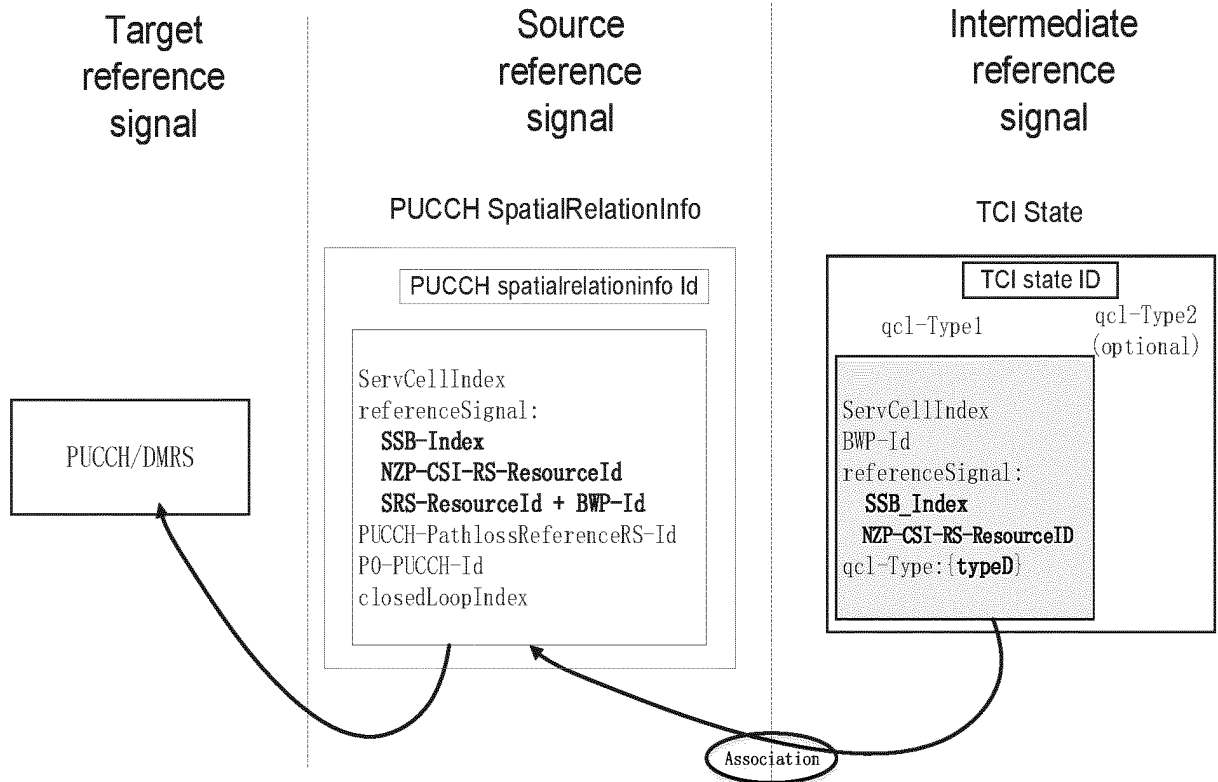 Target
reference
signal
Source
reference
signal
Intermediate
reference
signal
PUCCH SpatialRelationInfo
TCI State
PUCCH spatialrelationinfo Id
TCI state ID
qcl-Type1
qcl-Type2
(optional)
ServCellIndex
referenceSignal:
SSB-Index
NZP-CSI-RS-ResourceId
SRS-ResourceId + BWP-Id
PUCCH-PathlossReferenceRS-Id
P0-PUCCH-Id
closedLoopIndex
ServCellIndex
BWP-Id
referenceSignal:
SSB_Index
NZP-CSI-RS-ResourceID
qcl-Type:{typeD}
PUCCH/DMRS
Association